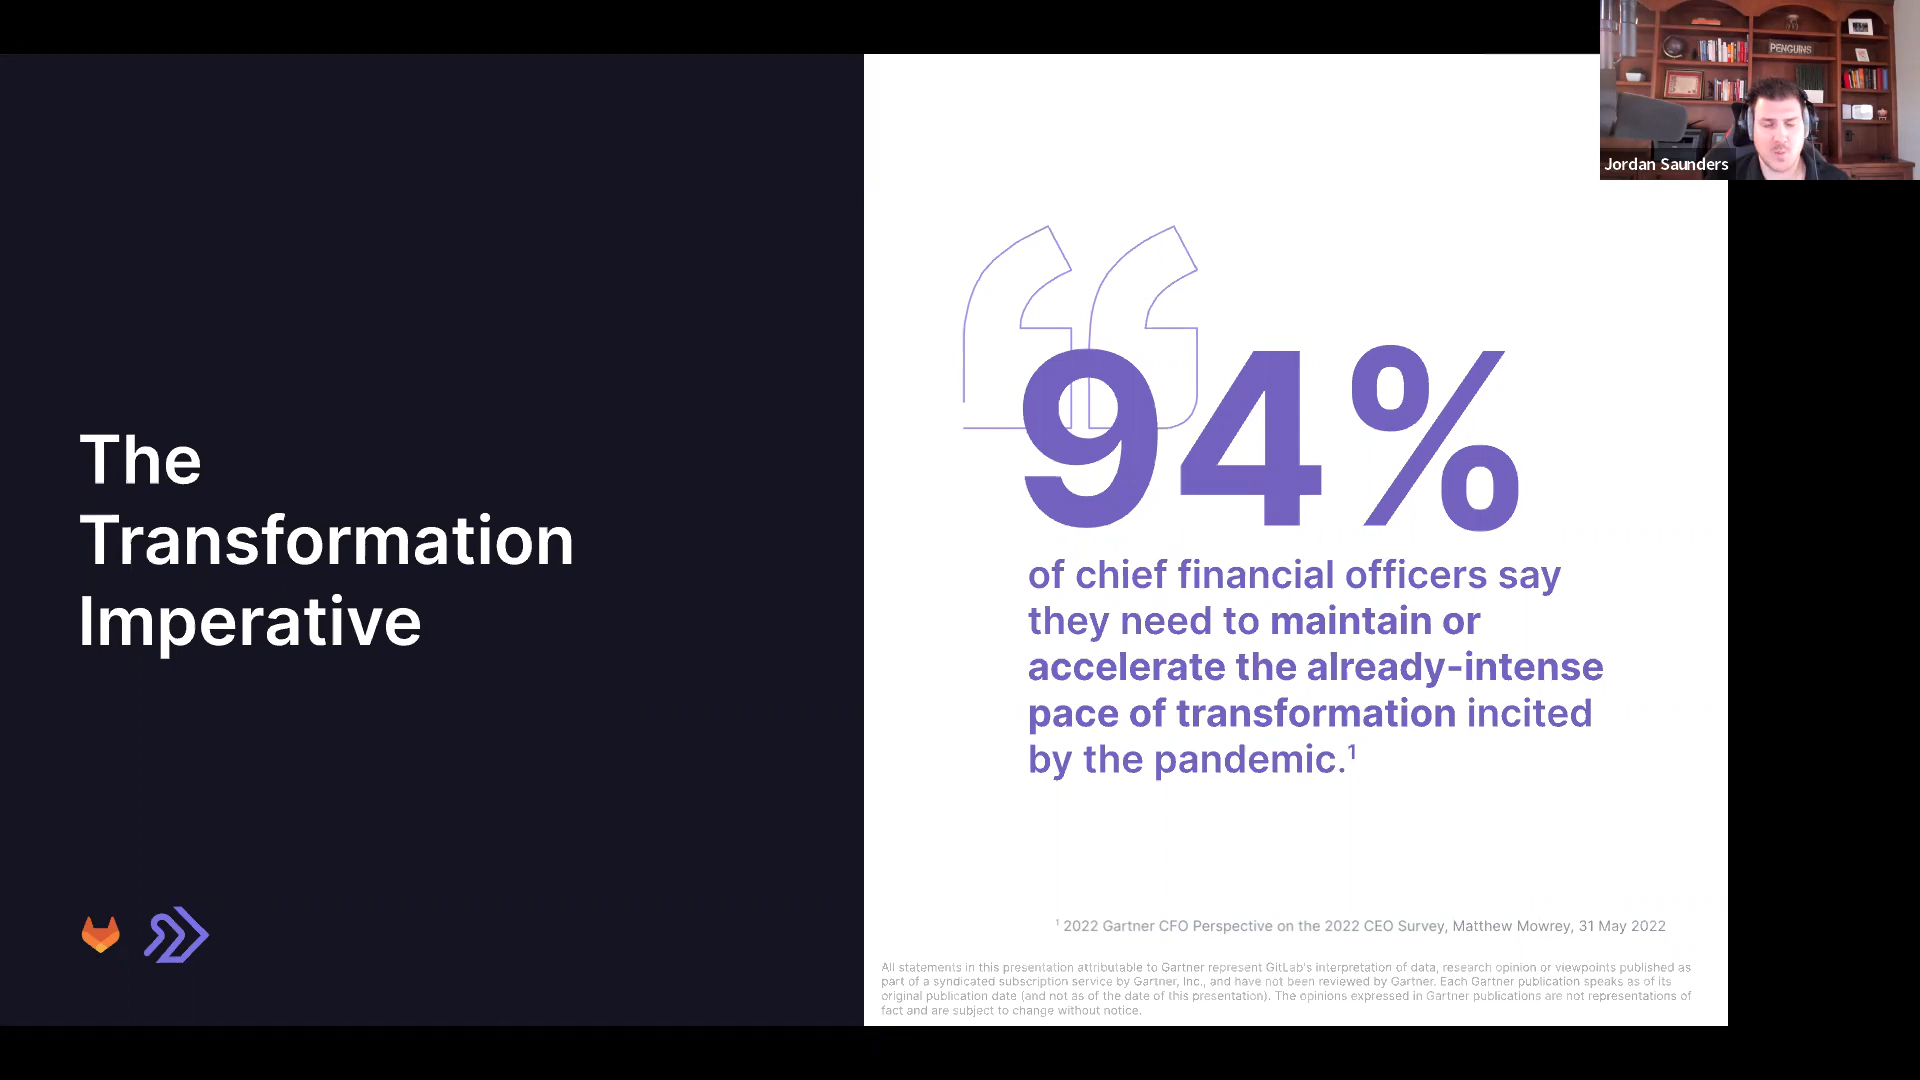 PENGUINS
Jordan Saunders
The
Transformation
Imperative
94%
of chief financial officers say
they need to maintain or
accelerate the already-intense
pace of transformation incited
by the pandemic.¹
¹ 2022 Gartner CFO Perspective on the 2022 CEO Survey, Matthew Mowrey, 31 May 2022
All statements in this presentation attributable to Gartner represent GitLab's interpretation of data, research opinion or viewpoints published as
part of a syndicated subscription service by Gartner, Inc., and have not been reviewed by Gartner. Each Gartner publication speaks as of its
original publication date (and not as of the date of this presentation). The opinions expressed in Gartner publications are not representations of
fact and are subject to change without notice.